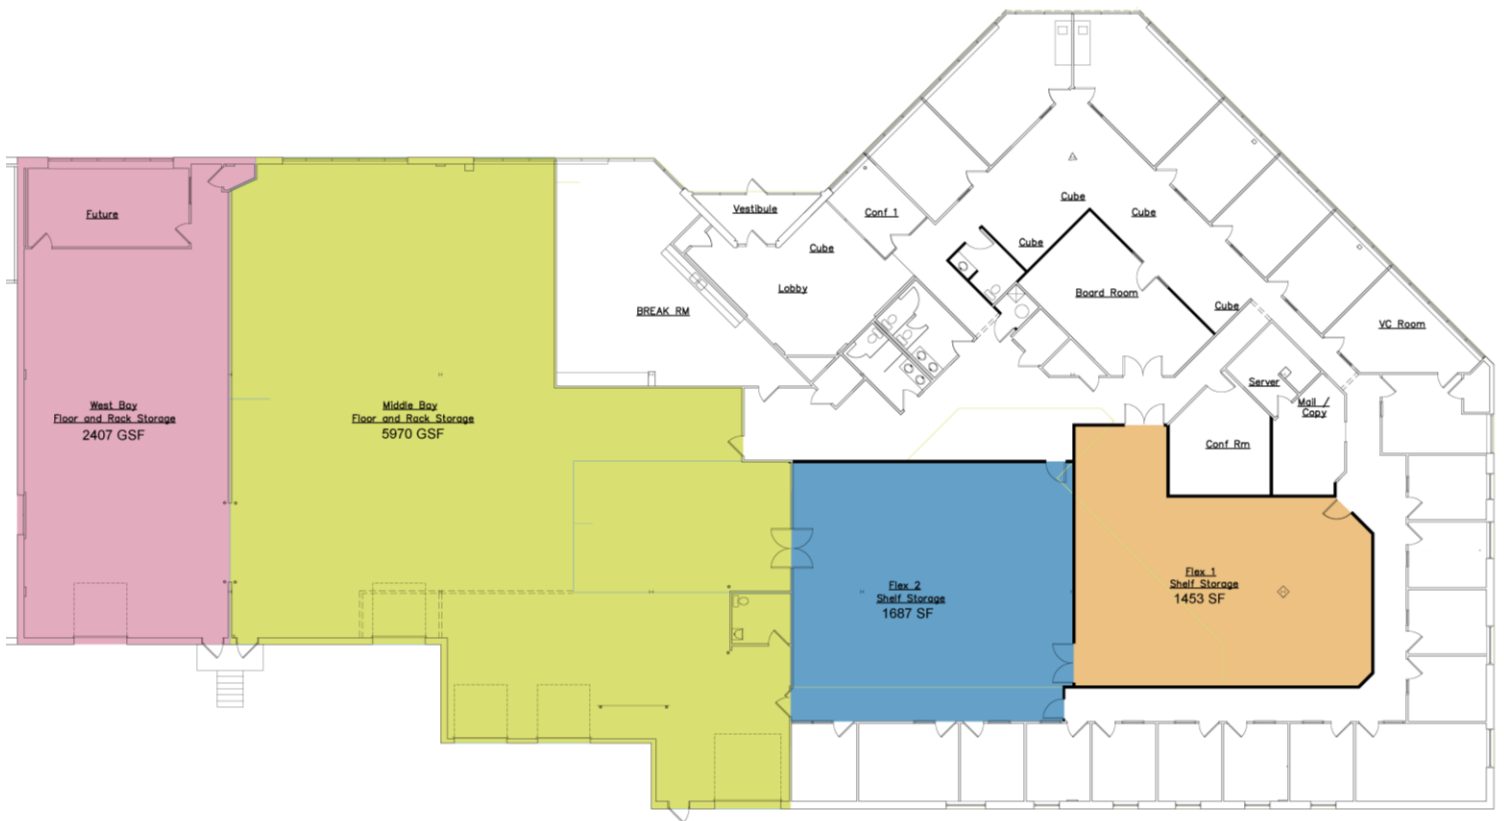 Vestibule
Future
Conf 1
Cube
Cube
Cube
Cube
Lobby
BREAK RM
Board Room
Cube
VC Room
Server
Mail /
Copy
Conf Rm
West Bay
Floor and Rack Storage
2407 GSF
Middle Bay
Floor and Rack Storage
5970 GSF
Flex 2
Shelf Storage
1687 SF
Flex 1
Shelf Storage
1453 SF